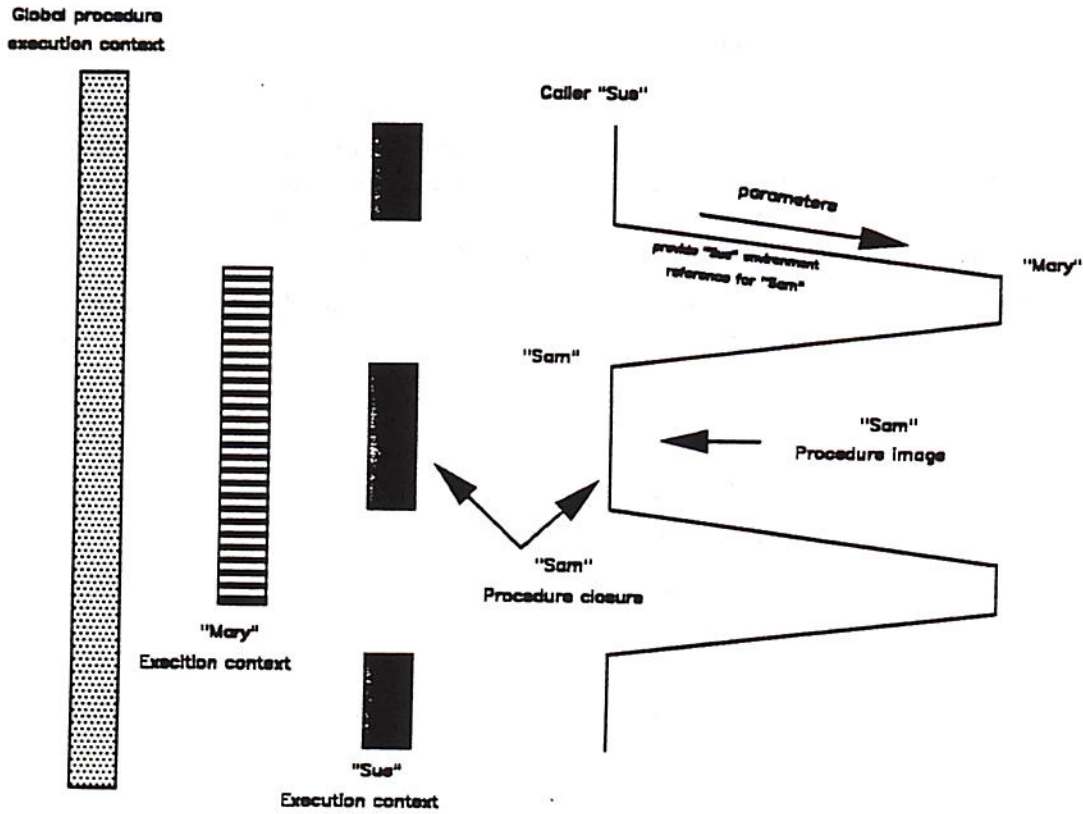 Global procedure
execution context
Caller "Sue"
parameters
provide "Sue" environment
reference for "Sam"
"Mary"
"Sam"
"Sam"
Procedure image
"Sam"
Procedure closure
"Mary"
Execition context
"Sue"
Execution context